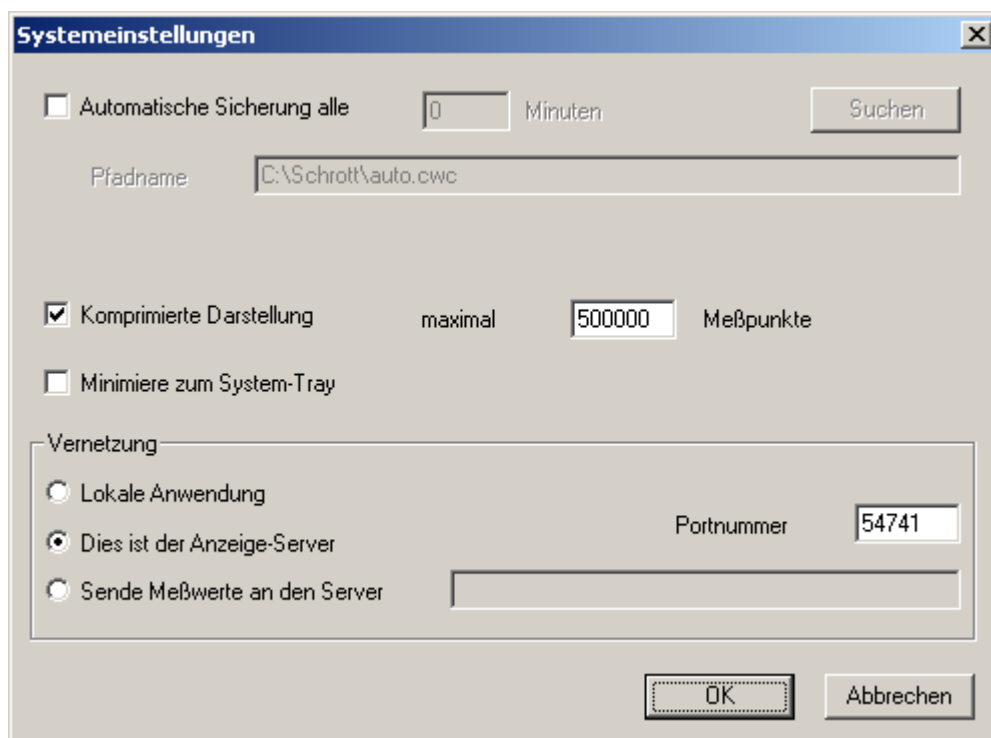 Systemeinstellungen
Automatische Sicherung alle 0 Minuten Suchen
Pfadname C:\Schrott\auto.cwc
Komprimierte Darstellung maximal 500000 Meßpunkte
Minimiere zum System-Tray
Vernetzung
Lokale Anwendung
Portnummer 54741
Dies ist der Anzeige-Server
Sende Meßwerte an den Server
OK Abbrechen